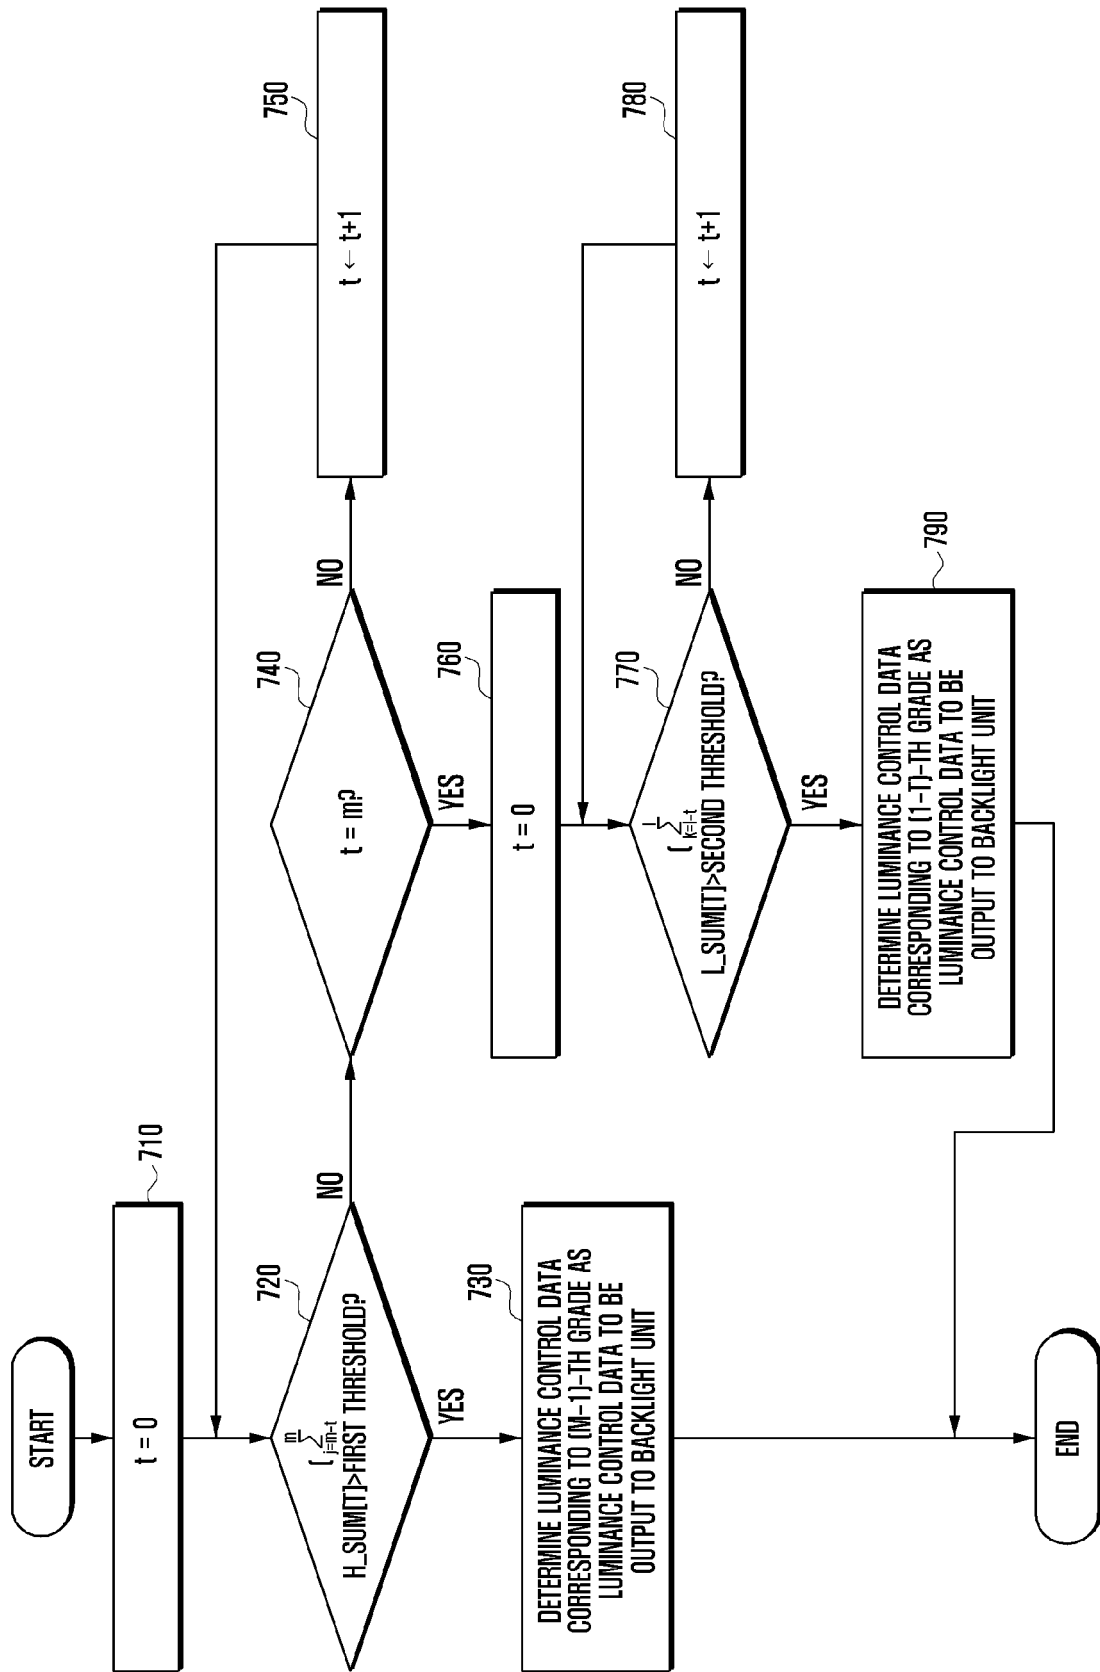 START
t = 0
710
m
( Σ
j=m-t
H_SUM[T]>FIRST THRESHOLD?
720
NO
YES
DETERMINE LUMINANCE CONTROL DATA
CORRESPONDING TO (M-1)-TH GRADE AS
LUMINANCE CONTROL DATA TO BE
OUTPUT TO BACKLIGHT UNIT
730
t = m?
740
NO
YES
t ← t+1
750
t = 0
760
l
( Σ
K=l-t
L_SUM[T]>SECOND THRESHOLD?
770
NO
YES
t ← t+1
780
DETERMINE LUMINANCE CONTROL DATA
CORRESPONDING TO (1-T)-TH GRADE AS
LUMINANCE CONTROL DATA TO BE
OUTPUT TO BACKLIGHT UNIT
790
END